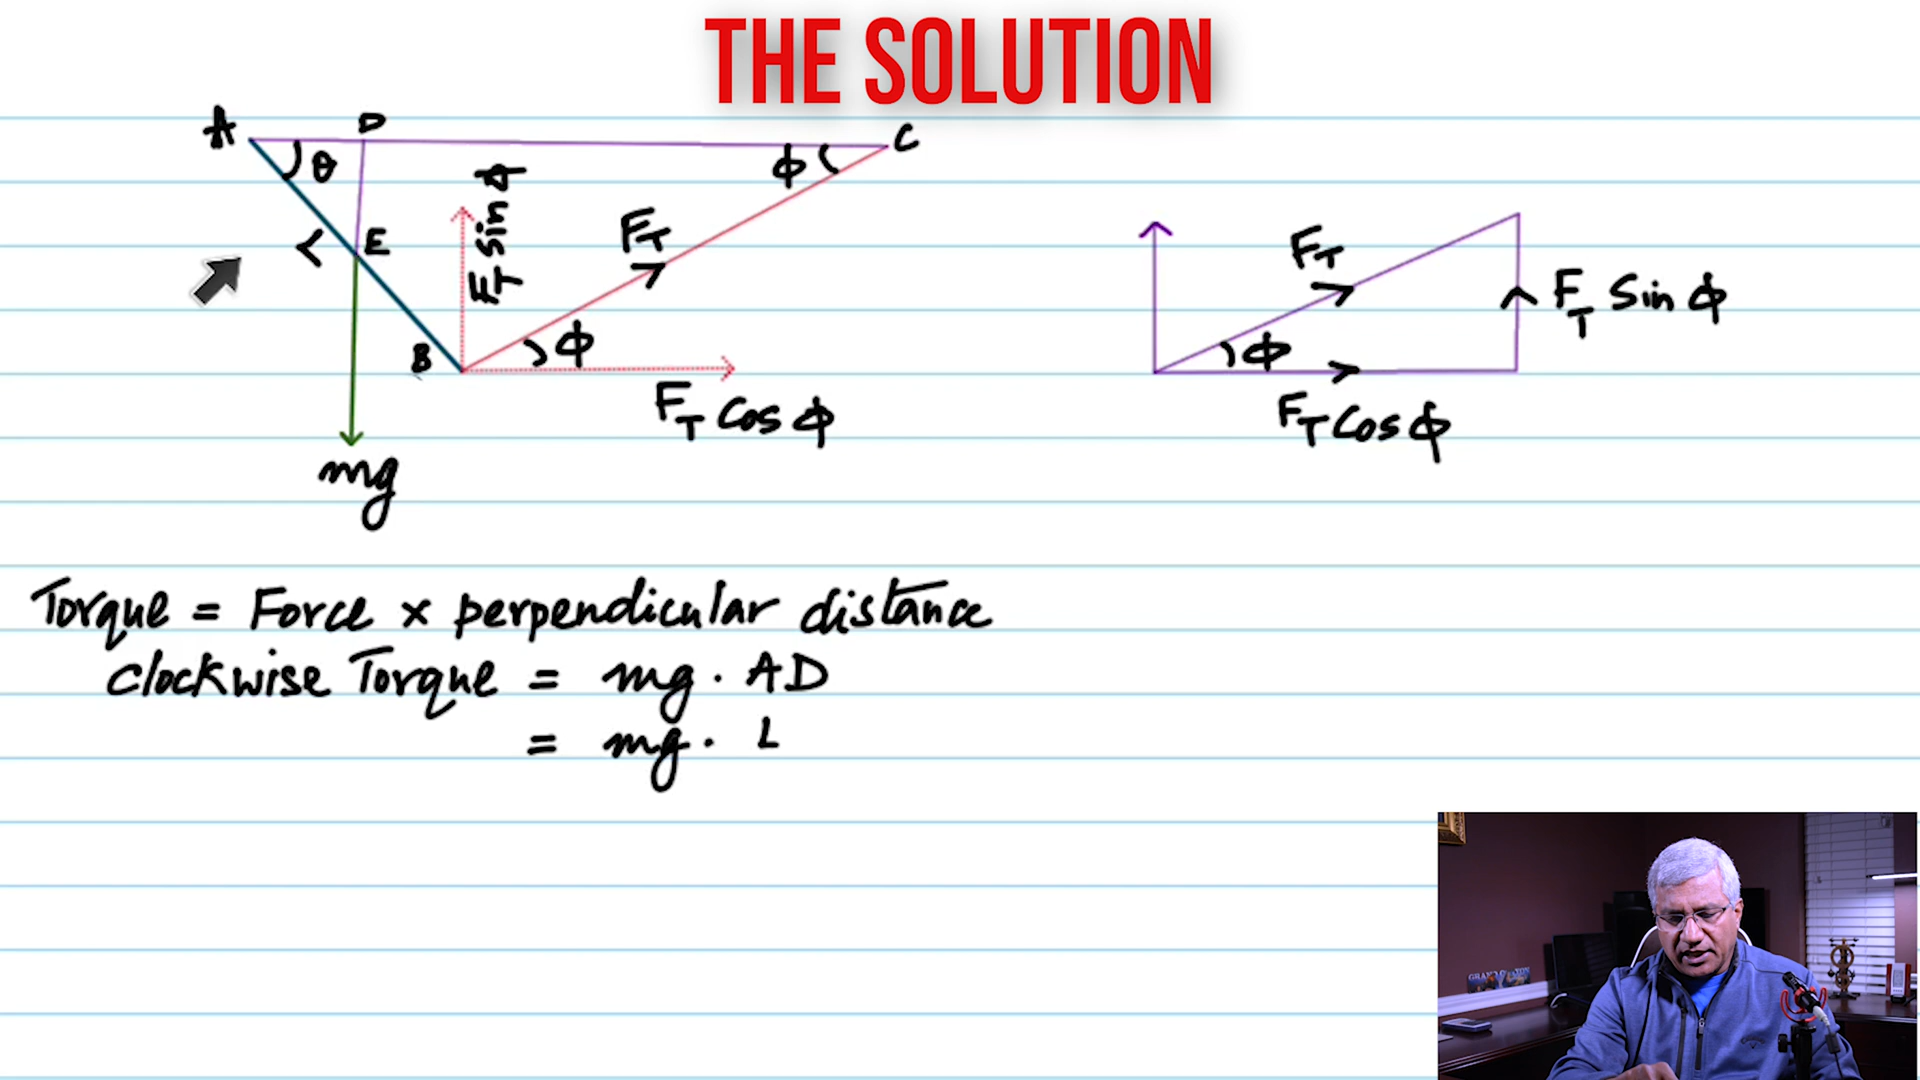 THE SOLUTION
A D C
θ ϕ
E
F_T Sin ϕ
F_T
B ϕ
F_T Cos ϕ
mg
F_T
F_T Sin ϕ
ϕ
F_T Cos ϕ
Torque = Force × perpendicular distance
Clockwise Torque = mg · AD
= mg · L